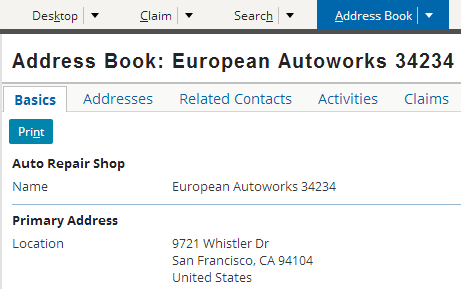 Desktop Claim Search Address Book
Address Book: European Autoworks 34234
Basics Addresses Related Contacts Activities Claims
Print
Auto Repair Shop
Name European Autoworks 34234
Primary Address
Location 9721 Whistler Dr
San Francisco, CA 94104
United States